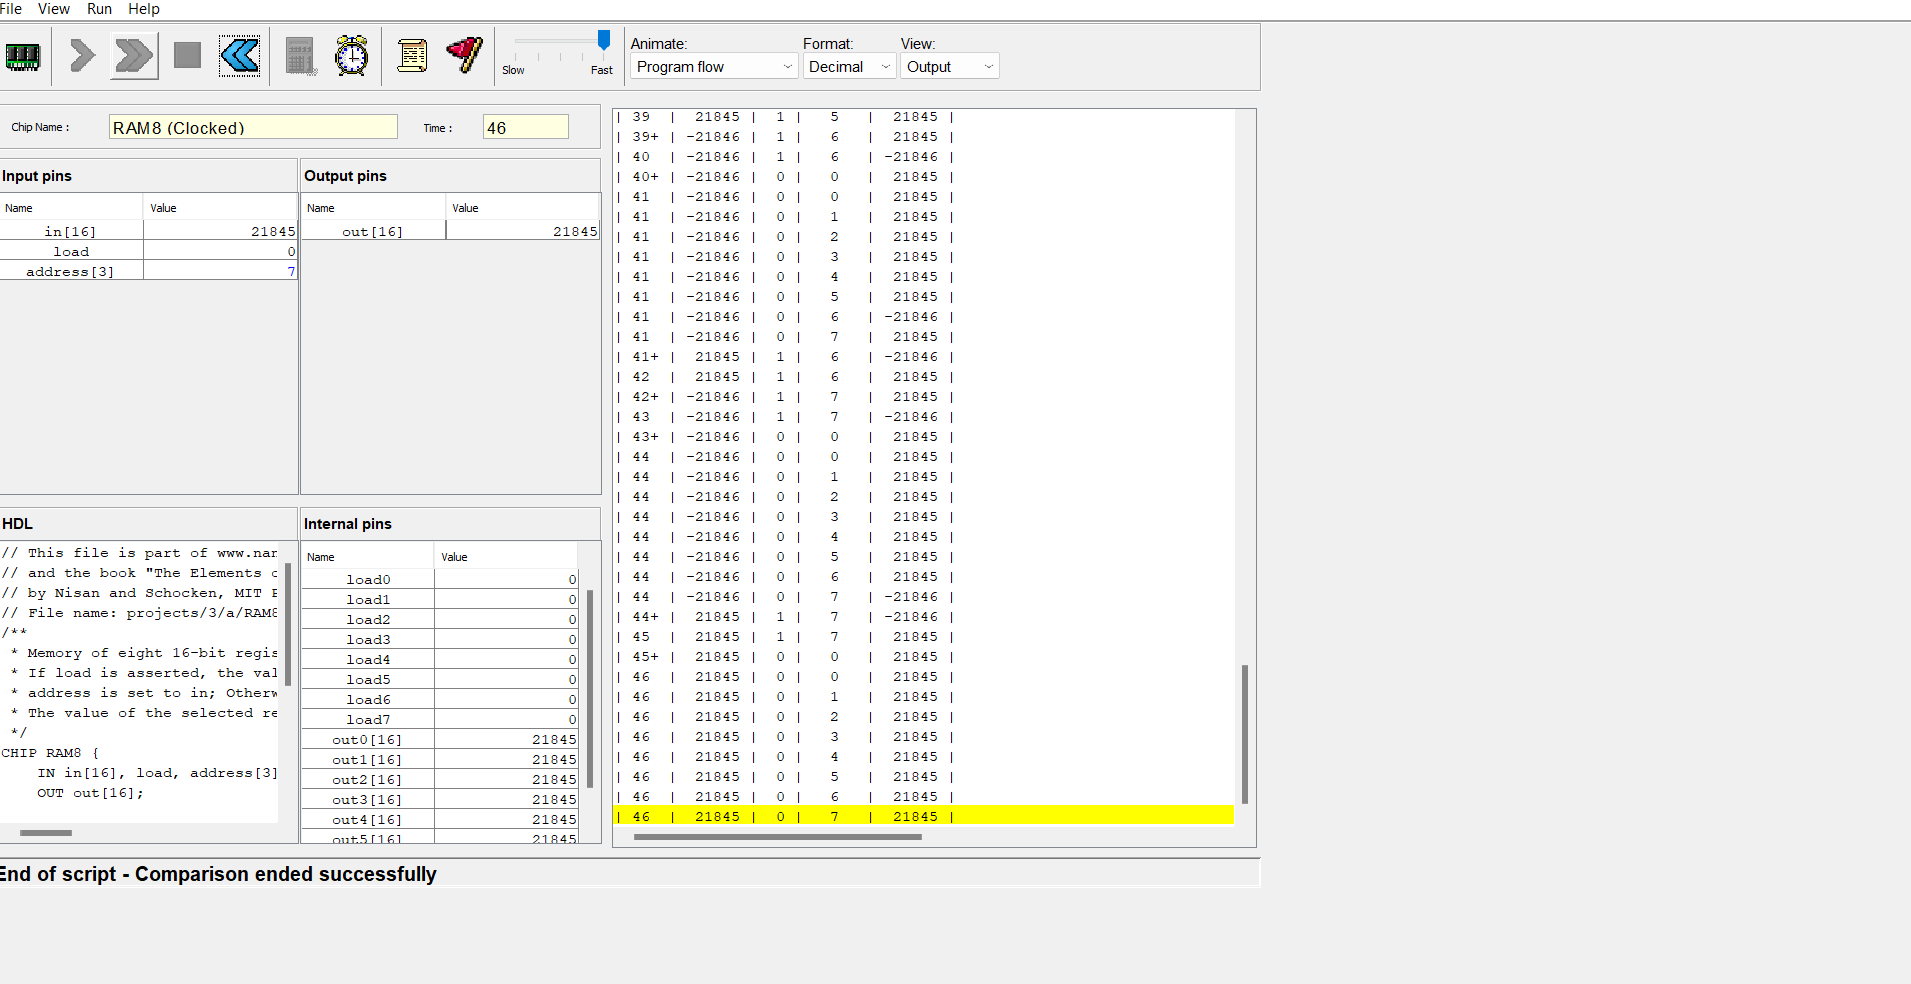 File View Run Help
Slow Fast
Animate: Format: View:
Program flow Decimal Output
Chip Name : RAM8 (Clocked) Time : 46
Input pins
Name Value
in[16] 21845
load 0
address[3] 7
Output pins
Name Value
out[16] 21845
HDL
// This file is part of www.nan
// and the book "The Elements o
// by Nisan and Schocken, MIT P
// File name: projects/3/a/RAM8
/**
* Memory of eight 16-bit regis
* If load is asserted, the val
* address is set to in; Otherw
* The value of the selected re
*/
CHIP RAM8 {
IN in[16], load, address[3]
OUT out[16];
Internal pins
Name Value
load0 0
load1 0
load2 0
load3 0
load4 0
load5 0
load6 0
load7 0
out0[16] 21845
out1[16] 21845
out2[16] 21845
out3[16] 21845
out4[16] 21845
out5[16] 21845
| 39 | 21845 | 1 | 5 | 21845 |
| 39+ | -21846 | 1 | 6 | 21845 |
| 40 | -21846 | 1 | 6 | -21846 |
| 40+ | -21846 | 0 | 0 | 21845 |
| 41 | -21846 | 0 | 0 | 21845 |
| 41 | -21846 | 0 | 1 | 21845 |
| 41 | -21846 | 0 | 2 | 21845 |
| 41 | -21846 | 0 | 3 | 21845 |
| 41 | -21846 | 0 | 4 | 21845 |
| 41 | -21846 | 0 | 5 | 21845 |
| 41 | -21846 | 0 | 6 | -21846 |
| 41 | -21846 | 0 | 7 | 21845 |
| 41+ | 21845 | 1 | 6 | -21846 |
| 42 | 21845 | 1 | 6 | 21845 |
| 42+ | -21846 | 1 | 7 | 21845 |
| 43 | -21846 | 1 | 7 | -21846 |
| 43+ | -21846 | 0 | 0 | 21845 |
| 44 | -21846 | 0 | 0 | 21845 |
| 44 | -21846 | 0 | 1 | 21845 |
| 44 | -21846 | 0 | 2 | 21845 |
| 44 | -21846 | 0 | 3 | 21845 |
| 44 | -21846 | 0 | 4 | 21845 |
| 44 | -21846 | 0 | 5 | 21845 |
| 44 | -21846 | 0 | 6 | 21845 |
| 44 | -21846 | 0 | 7 | -21846 |
| 44+ | 21845 | 1 | 7 | -21846 |
| 45 | 21845 | 1 | 7 | 21845 |
| 45+ | 21845 | 0 | 0 | 21845 |
| 46 | 21845 | 0 | 0 | 21845 |
| 46 | 21845 | 0 | 1 | 21845 |
| 46 | 21845 | 0 | 2 | 21845 |
| 46 | 21845 | 0 | 3 | 21845 |
| 46 | 21845 | 0 | 4 | 21845 |
| 46 | 21845 | 0 | 5 | 21845 |
| 46 | 21845 | 0 | 6 | 21845 |
| 46 | 21845 | 0 | 7 | 21845 |
End of script - Comparison ended successfully